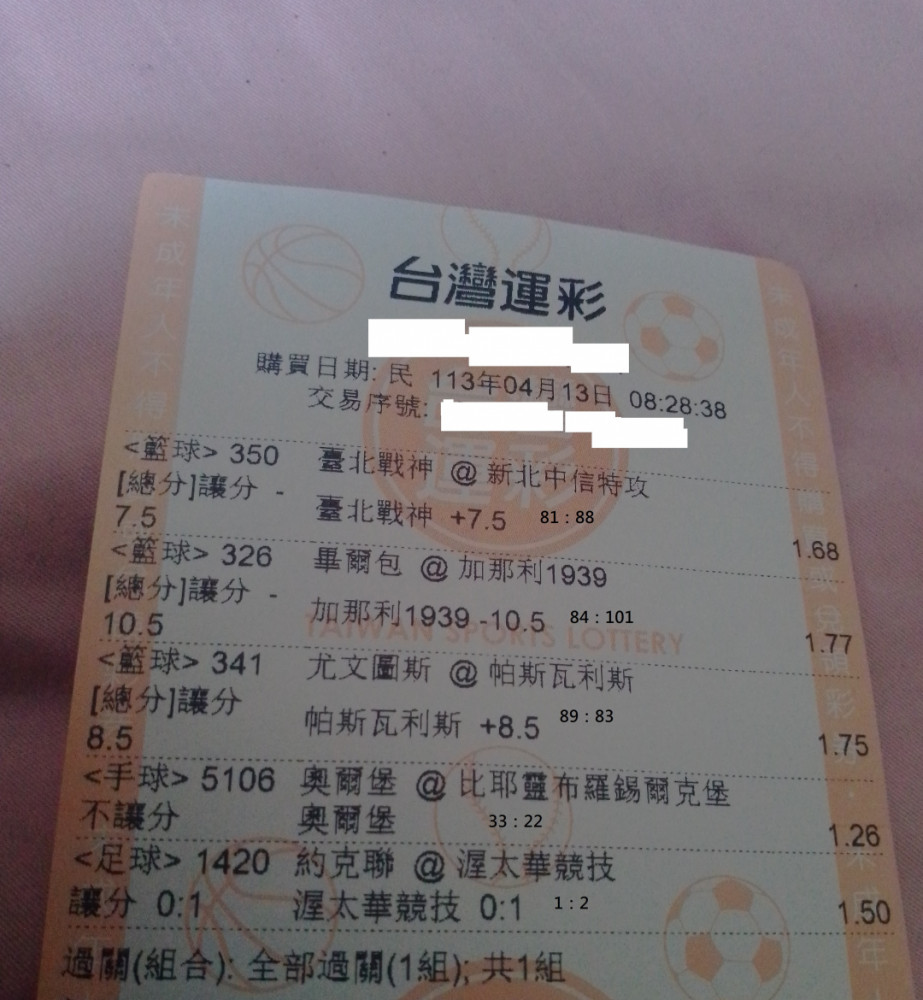 台灣運彩
購買日期: 民 113年04月13日 08:28:38
交易序號:
<籃球> 350 臺北戰神 @ 新北中信特攻
[總分]讓分 -7.5 臺北戰神 +7.5 81:88 1.68
<籃球> 326 畢爾包 @ 加那利1939
[總分]讓分 -10.5 加那利1939 -10.5 84:101 1.77
TAIWAN SPORTS LOTTERY
<籃球> 341 尤文圖斯 @ 帕斯瓦利斯
[總分]讓分 8.5 帕斯瓦利斯 +8.5 89:83 1.75
<手球> 5106 奧爾堡 @ 比耶靈布羅錫爾克堡
不讓分 奧爾堡 33:22 1.26
<足球> 1420 約克聯 @ 渥太華競技
讓分 0:1 渥太華競技 0:1 1:2 1.50
過關(組合): 全部過關(1組); 共1組
未成年人不得
未成年人不得